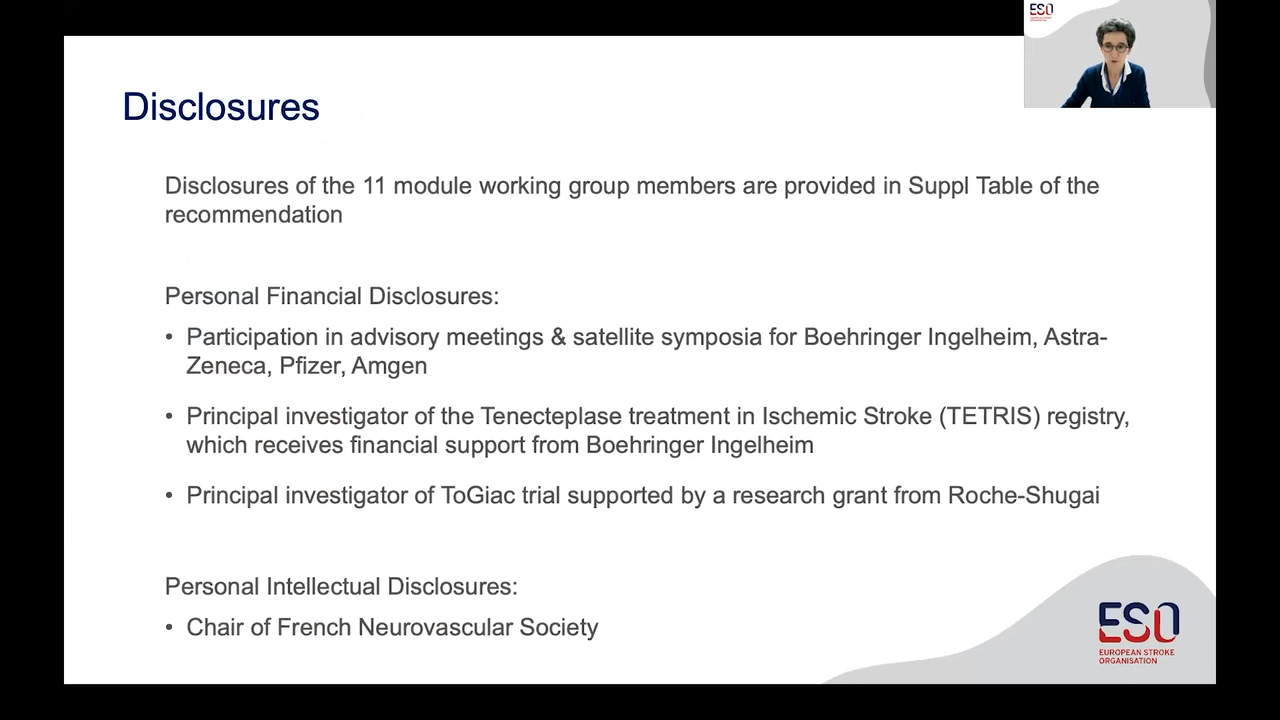 ESO
Disclosures
Disclosures of the 11 module working group members are provided in Suppl Table of the
recommendation
Personal Financial Disclosures:
• Participation in advisory meetings & satellite symposia for Boehringer Ingelheim, Astra-
Zeneca, Pfizer, Amgen
• Principal investigator of the Tenecteplase treatment in Ischemic Stroke (TETRIS) registry,
which receives financial support from Boehringer Ingelheim
• Principal investigator of ToGiac trial supported by a research grant from Roche-Shugai
Personal Intellectual Disclosures:
• Chair of French Neurovascular Society
ESO
EUROPEAN STROKE
ORGANISATION